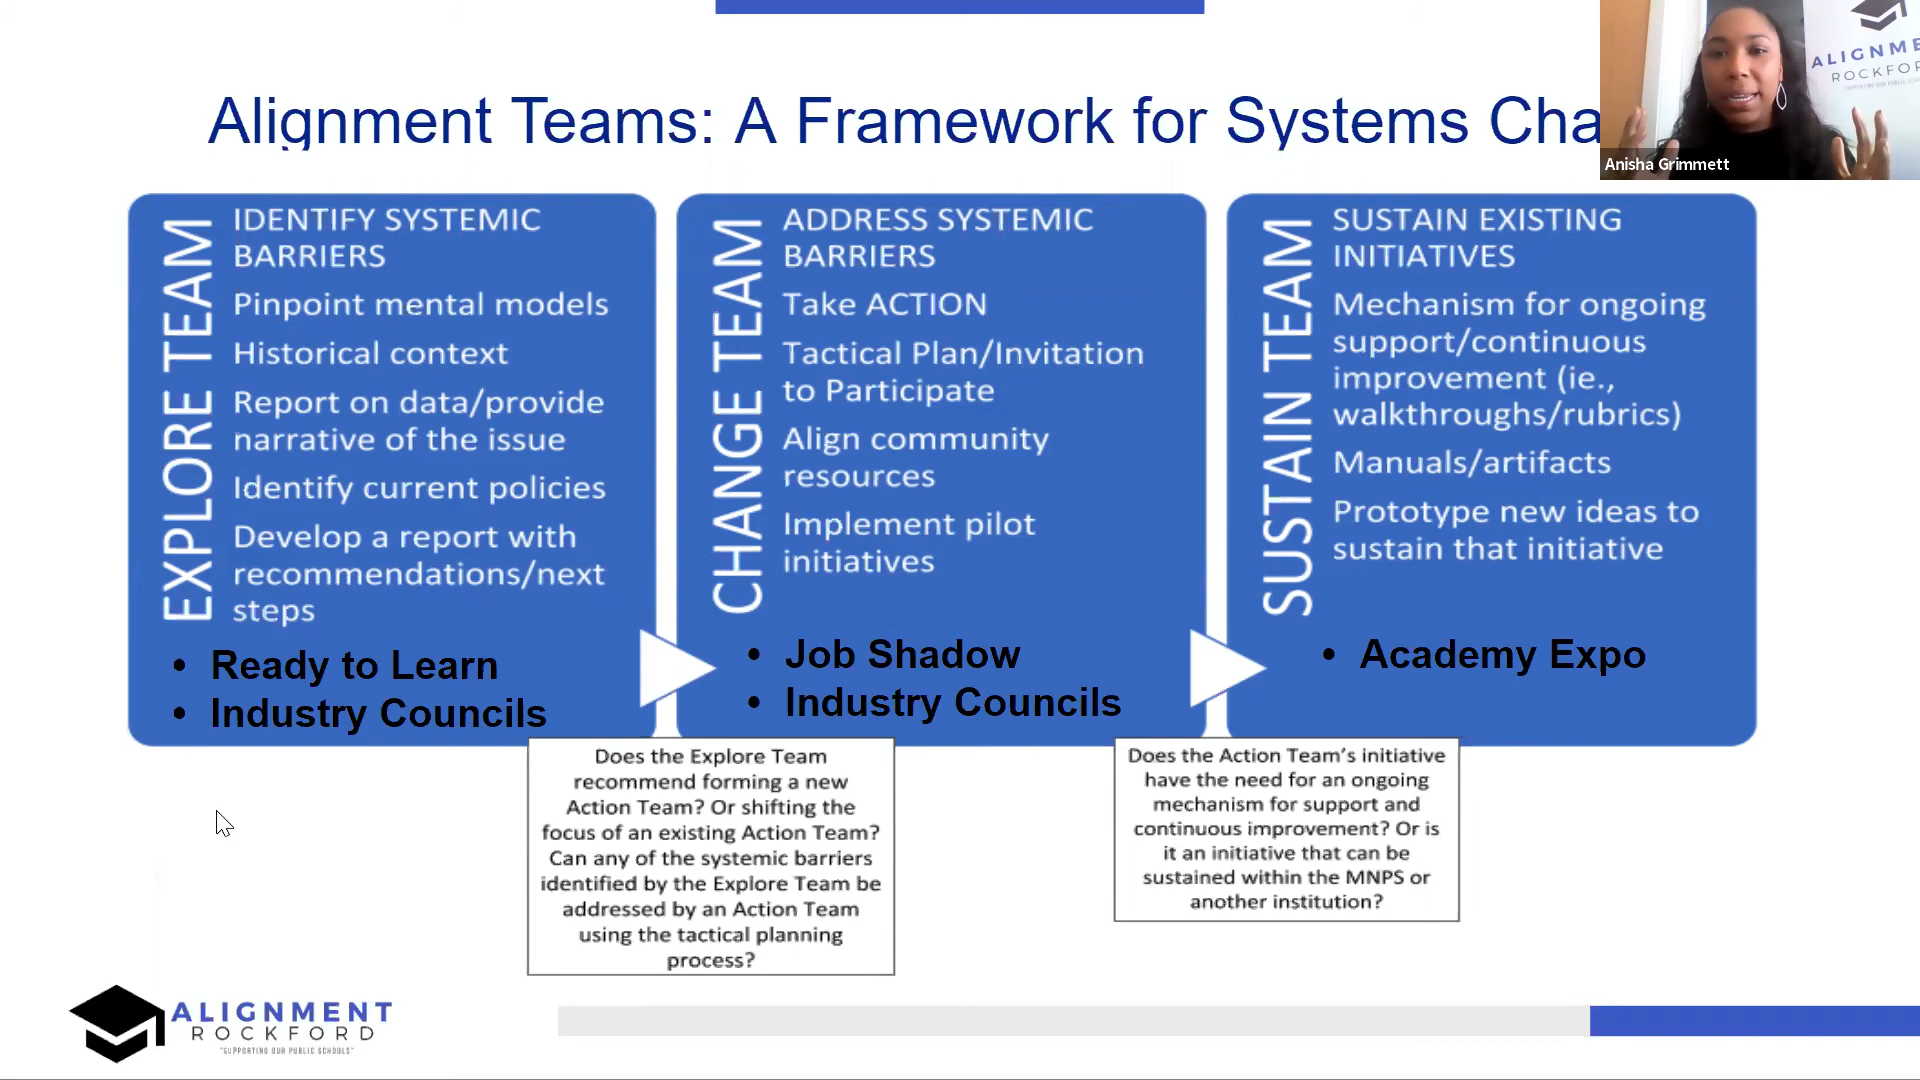 Alignment Teams: A Framework for Systems Cha
ALIGNME
ROCKFOR
Anisha Grimmett
EXPLORE TEAM
IDENTIFY SYSTEMIC
BARRIERS
Pinpoint mental models
Historical context
Report on data/provide
narrative of the issue
Identify current policies
Develop a report with
recommendations/next
steps
• Ready to Learn
• Industry Councils
CHANGE TEAM
ADDRESS SYSTEMIC
BARRIERS
Take ACTION
Tactical Plan/Invitation
to Participate
Align community
resources
Implement pilot
initiatives
• Job Shadow
• Industry Councils
SUSTAIN TEAM
SUSTAIN EXISTING
INITIATIVES
Mechanism for ongoing
support/continuous
improvement (ie.,
walkthroughs/rubrics)
Manuals/artifacts
Prototype new ideas to
sustain that initiative
• Academy Expo
Does the Explore Team
recommend forming a new
Action Team? Or shifting the
focus of an existing Action Team?
Can any of the systemic barriers
identified by the Explore Team be
addressed by an Action Team
using the tactical planning
process?
Does the Action Team's initiative
have the need for an ongoing
mechanism for support and
continuous improvement? Or is
it an initiative that can be
sustained within the MNPS or
another institution?
ALIGNMENT
ROCKFORD
"SUPPORTING OUR PUBLIC SCHOOLS"